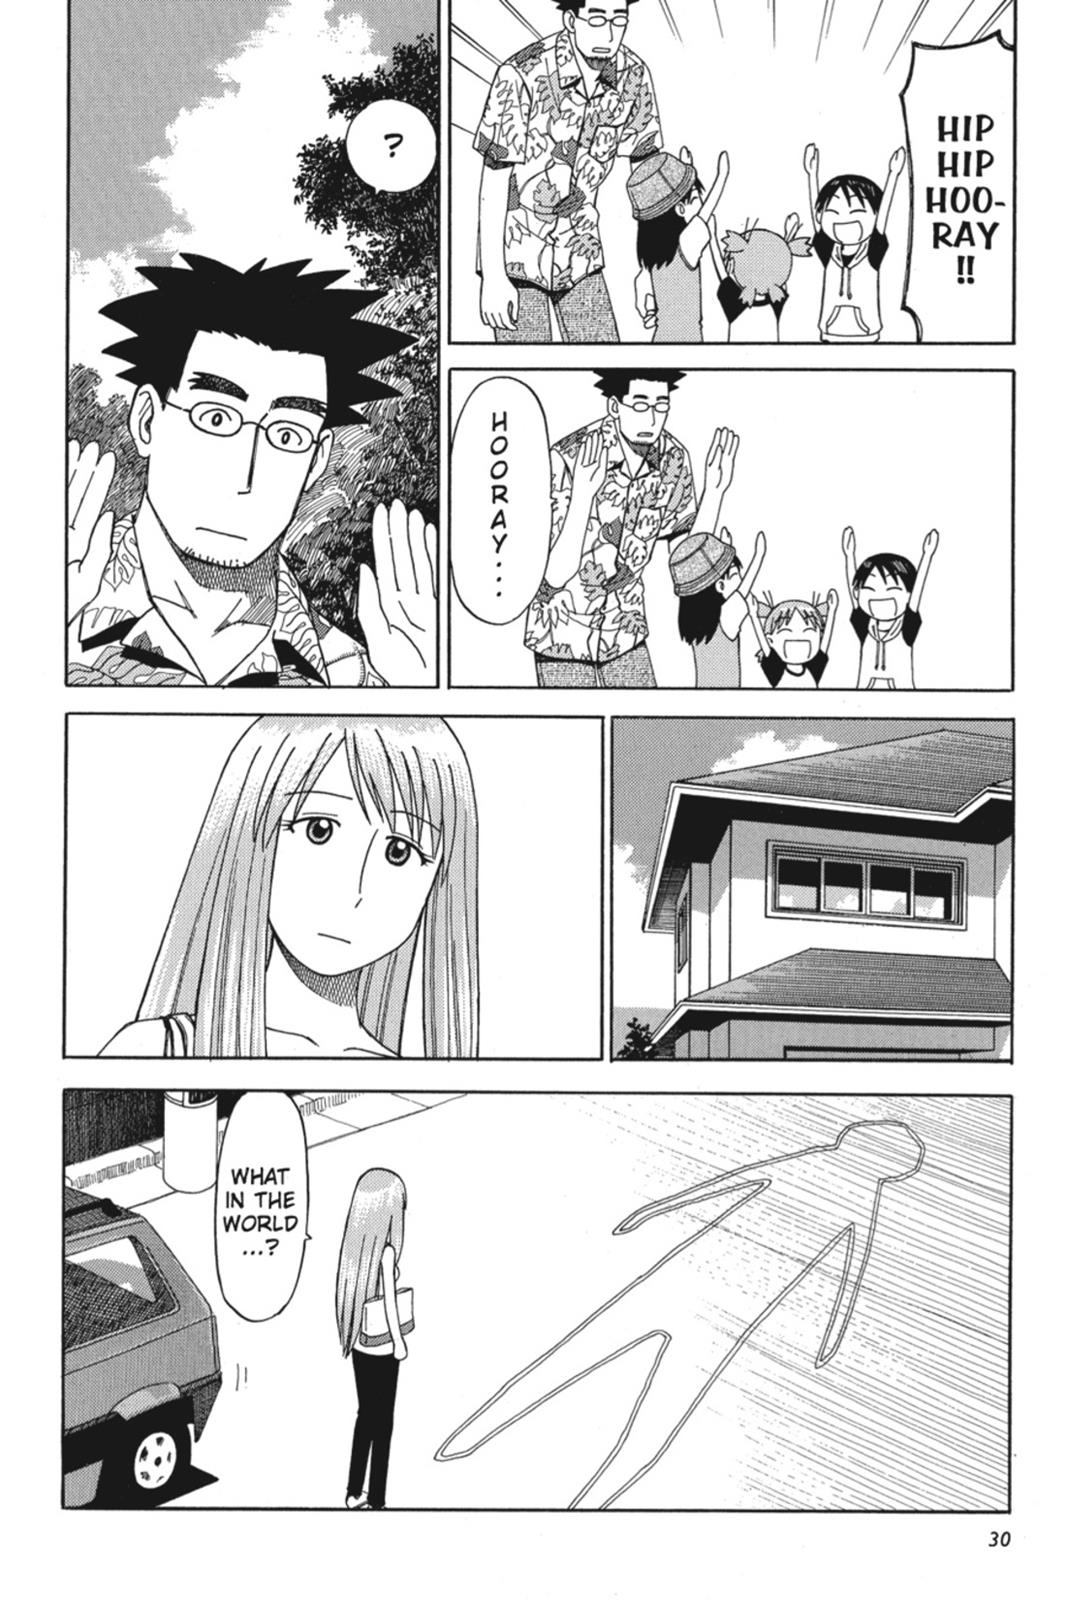 HIP
HIP
HOO-
RAY
!!
HOORAY...
?
WHAT
IN THE
WORLD
...?
30